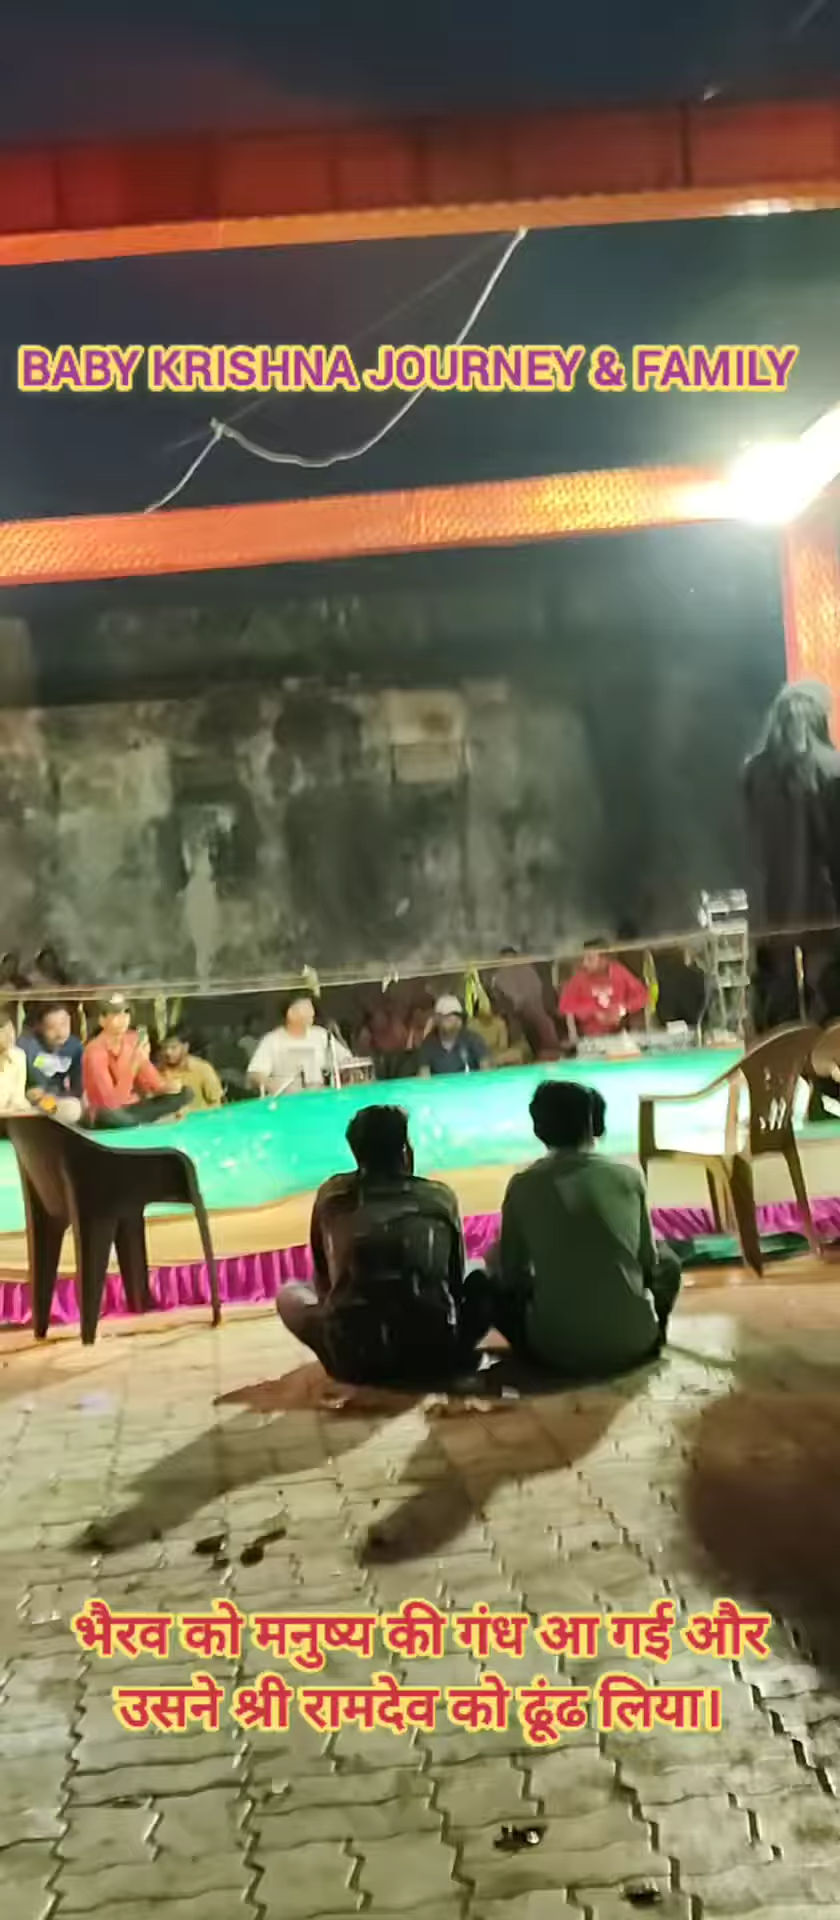 BABY KRISHNA JOURNEY & FAMILY
भैरव को मनुष्य की गंध आ गई और
उसने श्री रामदेव को ढूंढ लिया।